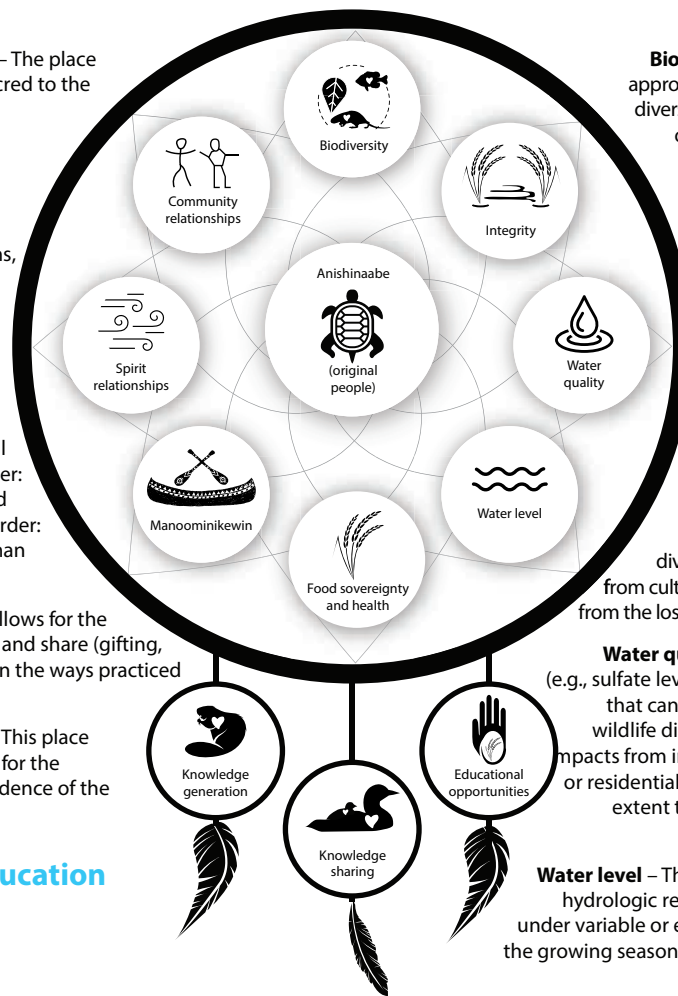 – The place
cred to the
ns,
l
er:
d
rder:
han
llows for the
and share (gifting,
n the ways practiced
This place
for the
dence of the
ucation
Biodiversity
Community
relationships
Integrity
Anishinaabe
(original
people)
Spirit
relationships
Water
quality
Manoominikewin
Water level
Food sovereignty
and health
Knowledge
generation
Knowledge
sharing
Educational
opportunities
Bio
appro
divers
div
from cult
from the los
Water qu
(e.g., sulfate lev
that can
wildlife di
mpacts from i
or residential
extent t
Water level – Th
hydrologic re
under variable or e
the growing season